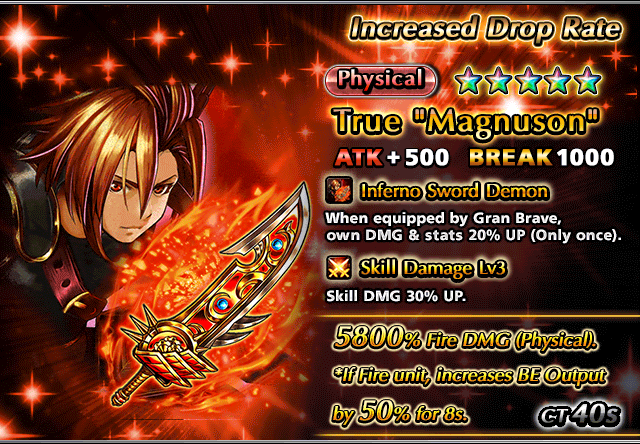 Increased Drop Rate
Physical
True "Magnuson"
ATK +500 BREAK 1000
Inferno Sword Demon
When equipped by Gran Brave,
own DMG & stats 20% UP (Only once).
Skill Damage Lv3
Skill DMG 30% UP.
5800% Fire DMG (Physical).
*If Fire unit, increases BE Output
by 50% for 8s. CT 40s